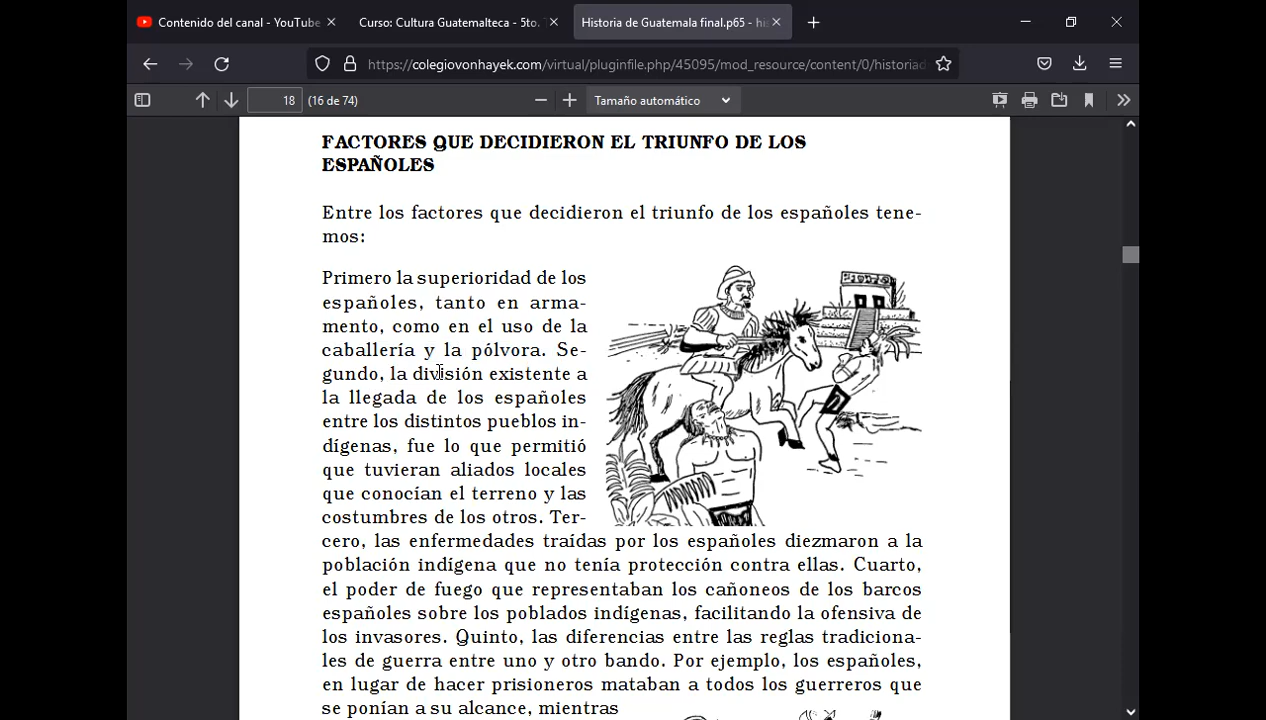 Contenido del canal - YouTube
Curso: Cultura Guatemalteca - 5to.
Historia de Guatemala final.p65 - his
https://colegiovonhayek.com/virtual/pluginfile.php/45095/mod_resource/content/0/historiad
18 (16 de 74)
Tamaño automático
FACTORES QUE DECIDIERON EL TRIUNFO DE LOS
ESPAÑOLES
Entre los factores que decidieron el triunfo de los españoles tene-
mos:
Primero la superioridad de los
españoles, tanto en arma-
mento, como en el uso de la
caballería y la pólvora. Se-
gundo, la división existente a
la llegada de los españoles
entre los distintos pueblos in-
dígenas, fue lo que permitió
que tuvieran aliados locales
que conocían el terreno y las
costumbres de los otros. Ter-
cero, las enfermedades traídas por los españoles diezmaron a la
población indígena que no tenía protección contra ellas. Cuarto,
el poder de fuego que representaban los cañoneos de los barcos
españoles sobre los poblados indígenas, facilitando la ofensiva de
los invasores. Quinto, las diferencias entre las reglas tradiciona-
les de guerra entre uno y otro bando. Por ejemplo, los españoles,
en lugar de hacer prisioneros mataban a todos los guerreros que
se ponían a su alcance, mientras